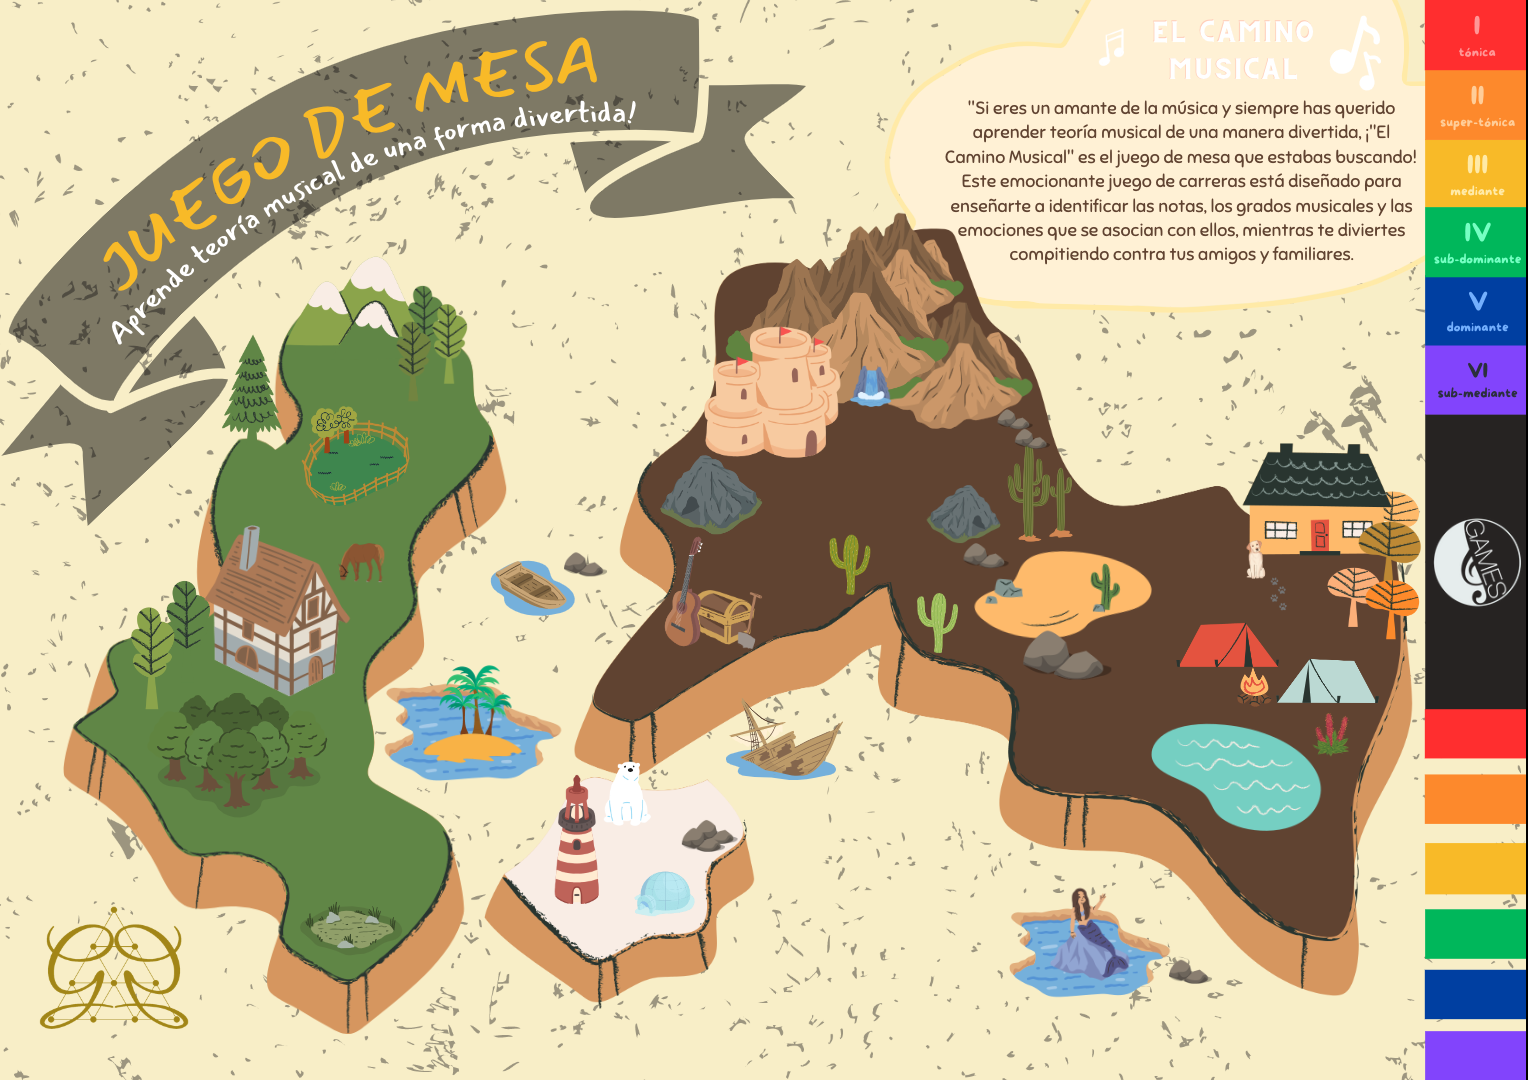 JUEGO DE MESA
Aprende teoría musical de una forma divertida!
EL CAMINO
MUSICAL
"Si eres un amante de la música y siempre has querido
aprender teoría musical de una manera divertida, ¡"El
Camino Musical" es el juego de mesa que estabas buscando!
Este emocionante juego de carreras está diseñado para
enseñarte a identificar las notas, los grados musicales y las
emociones que se asocian con ellos, mientras te diviertes
compitiendo contra tus amigos y familiares.
I
tónica
II
super-tónica
III
mediante
IV
sub-dominante
V
dominante
VI
sub-mediante
GAMES